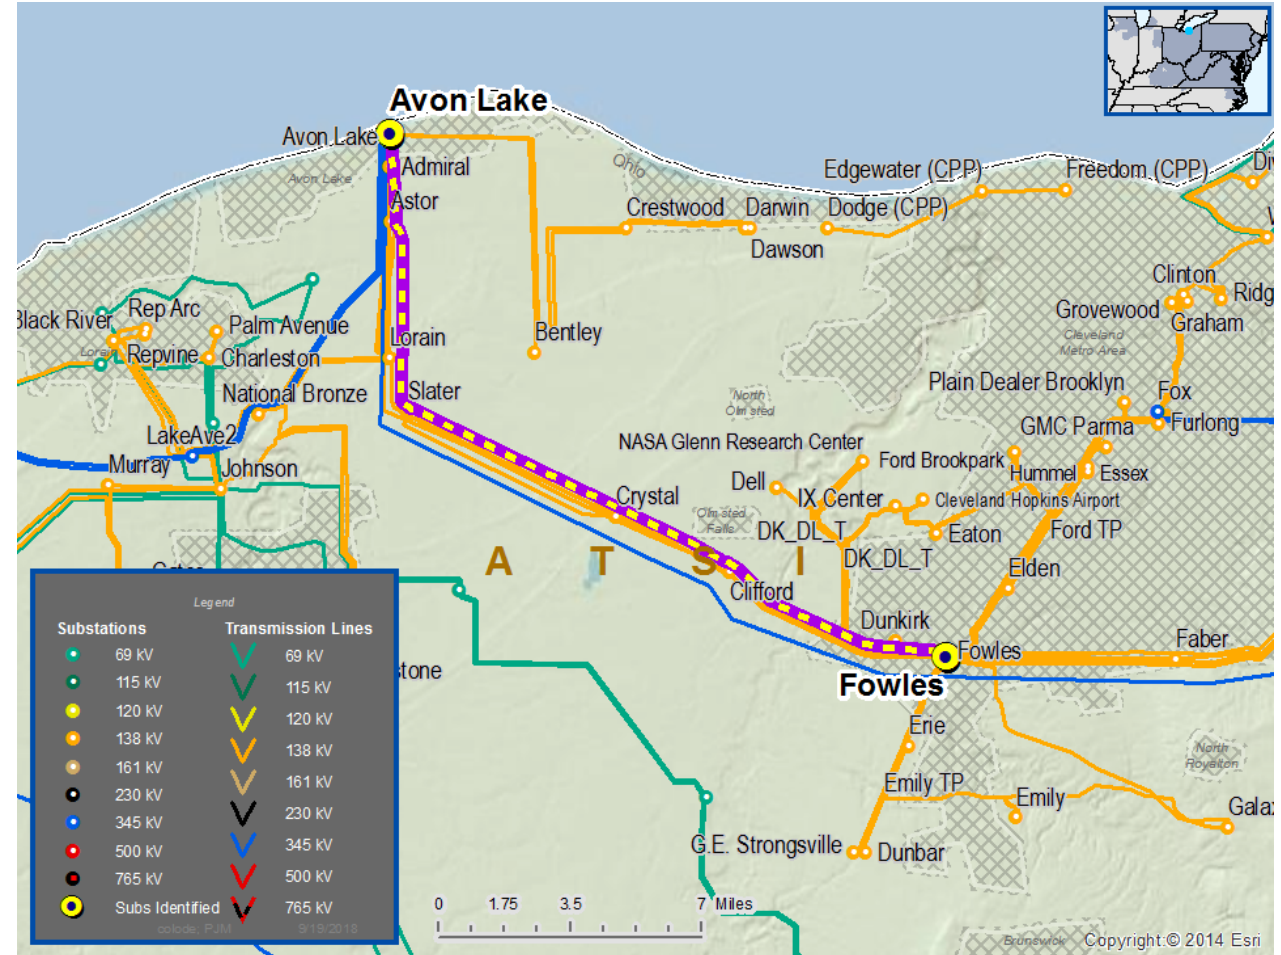 Avon Lake
Avon Lake
Admiral
Avon Lake
Astor
Ohio
Edgewater (CPP)
Freedom (CPP)
Crestwood
Darwin
Dodge (CPP)
Dawson
Clinton
Grovewood
Graham
Cleveland
Metro Area
Black River
Rep Arc
Palm Avenue
Lorain
Repvine
Charleston
Lorain
Bentley
National Bronze
Slater
North
Olmsted
Plain Dealer Brooklyn
Fox
Furlong
GMC Parma
LakeAve2
Murray
Johnson
NASA Glenn Research Center
Ford Brookpark
Hummel
Essex
Dell
IX Center
Cleveland Hopkins Airport
Crystal
Olmsted
Falls
DK_DL_T
Eaton
Ford TP
DK_DL_T
A T S I
Elden
Clifford
Dunkirk
Fowles
Faber
Fowles
stone
Erie
North
Royalton
Emily TP
Emily
G.E. Strongsville
Dunbar
Legend
Substations
Transmission Lines
69 kV
69 kV
115 kV
115 kV
120 kV
120 kV
138 kV
138 kV
161 kV
161 kV
230 kV
230 kV
345 kV
345 kV
500 kV
500 kV
765 kV
765 kV
Subs Identified
colode, PJM
9/19/2018
0 1.75 3.5 7 Miles
Brunswick
Copyright:© 2014 Esri